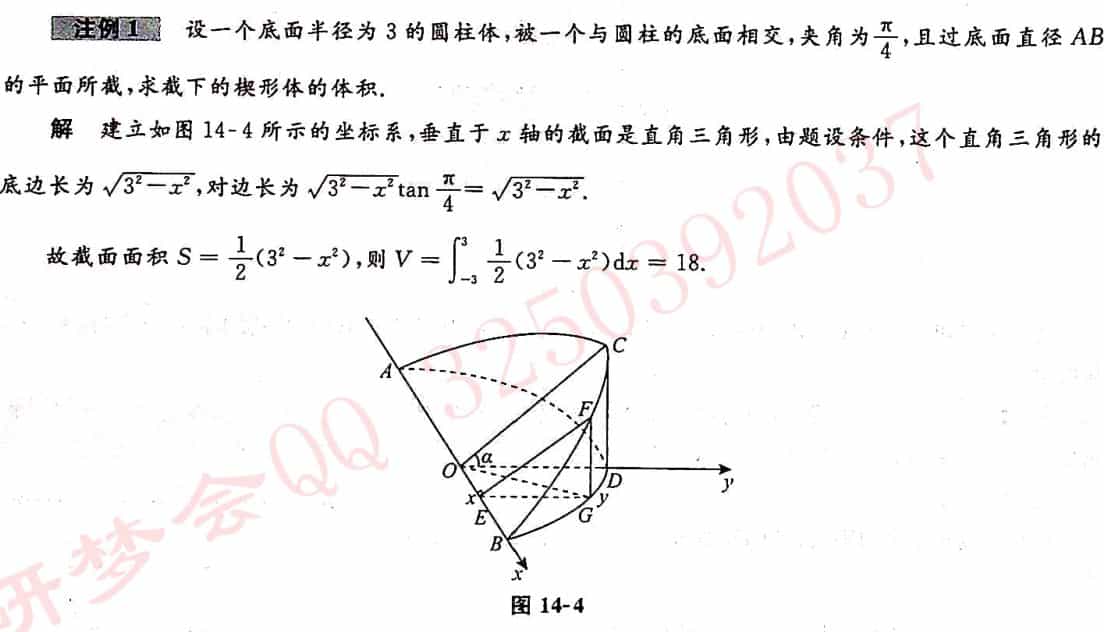 注例 1 设一个底面半径为 3 的圆柱体,被一个与圆柱的底面相交,夹角为 $\frac{\pi}{4}$,且过底面直径 AB
的平面所截,求截下的楔形体的体积.
解 建立如图 14-4 所示的坐标系,垂直于 x 轴的截面是直角三角形,由题设条件,这个直角三角形的
底边长为 $\sqrt{3^2-x^2}$,对边长为 $\sqrt{3^2-x^2}\tan\frac{\pi}{4}=\sqrt{3^2-x^2}$.
故截面面积 $S=\frac{1}{2}(3^2-x^2)$,则 $V=\int_{-3}^{3}\frac{1}{2}(3^2-x^2)dx=18$.
C
A
F
O α
D
y
x
E
G y
B
x
图 14-4
研梦会QQ 3250392037